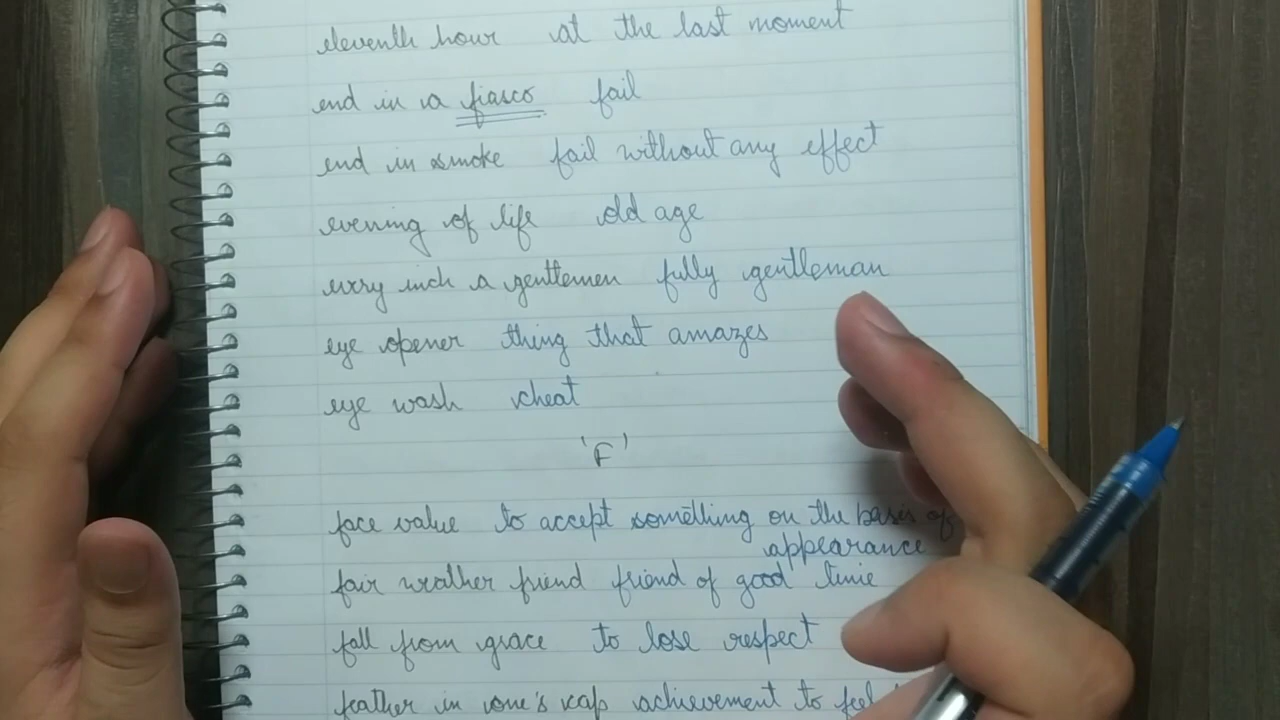 eleventh hour at the last moment
end in a fiasco fail
end in smoke fail without any effect
evening of life old age
every inch a gentlemen fully gentleman
eye opener thing that amazes
eye wash cheat
'F'
face value to accept something on the basis of
appearance
fair weather friend friend of good time
fall from grace to lose respect
feather in one's cap achievement to feel